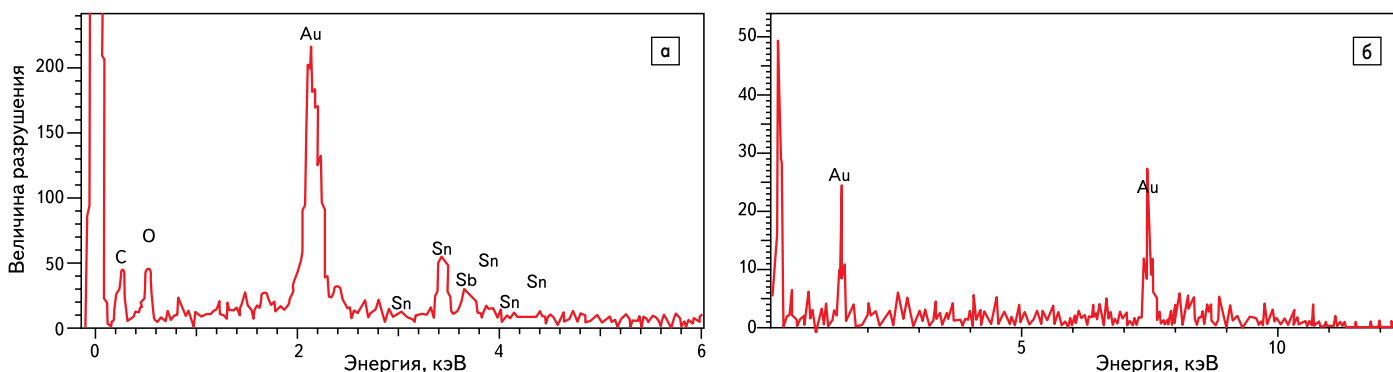 Величина разрушения
200
150
100
50
0
C
O
Au
Sn
Sn
Sb
Sn
Sn
Sn
а
0
2
4
6
Энергия, кэВ
50
40
30
20
10
0
Au
Au
б
5
10
Энергия, кэВ